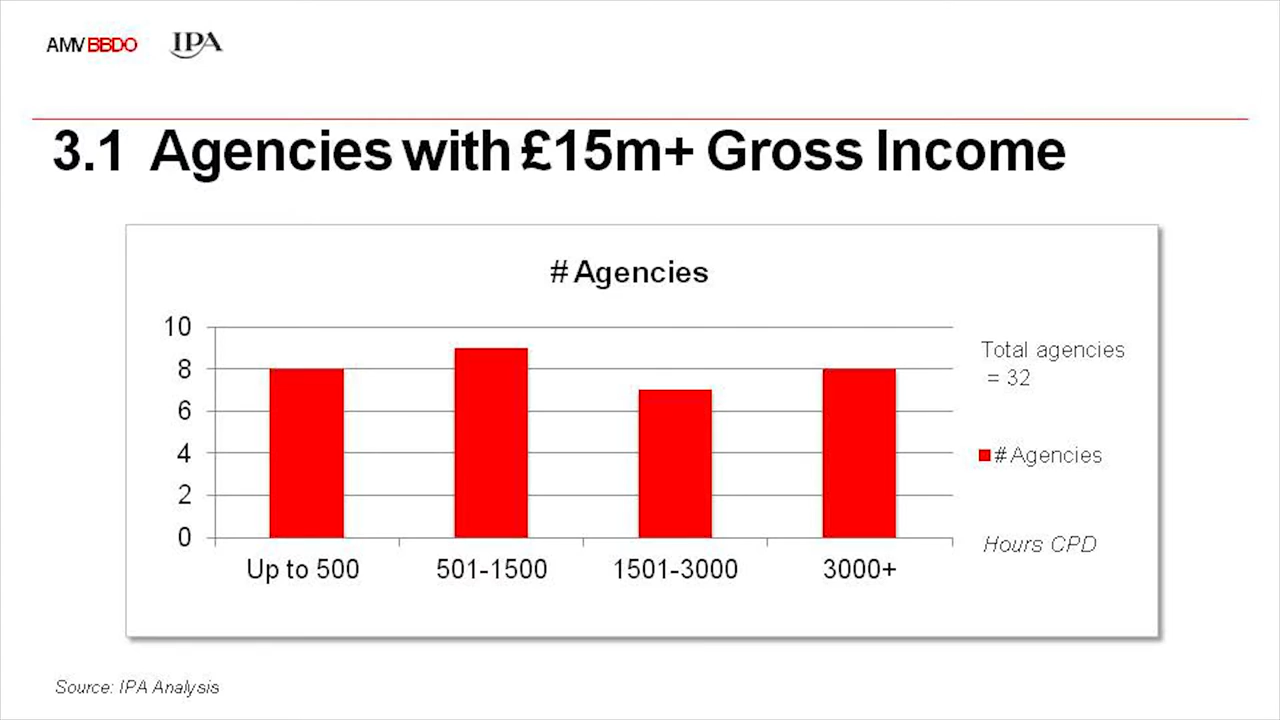 AMV BBDO IPA
3.1 Agencies with £15m+ Gross Income
# Agencies
10
8
6
4
2
0
Up to 500 501-1500 1501-3000 3000+
Total agencies
= 32
# Agencies
Hours CPD
Source: IPA Analysis